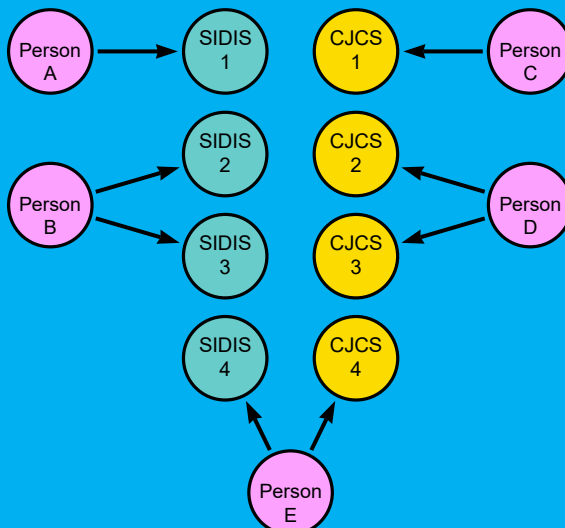 Person
A
SIDIS
1
CJCS
1
Person
C
SIDIS
2
CJCS
2
Person
B
Person
D
SIDIS
3
CJCS
3
SIDIS
4
CJCS
4
Person
E